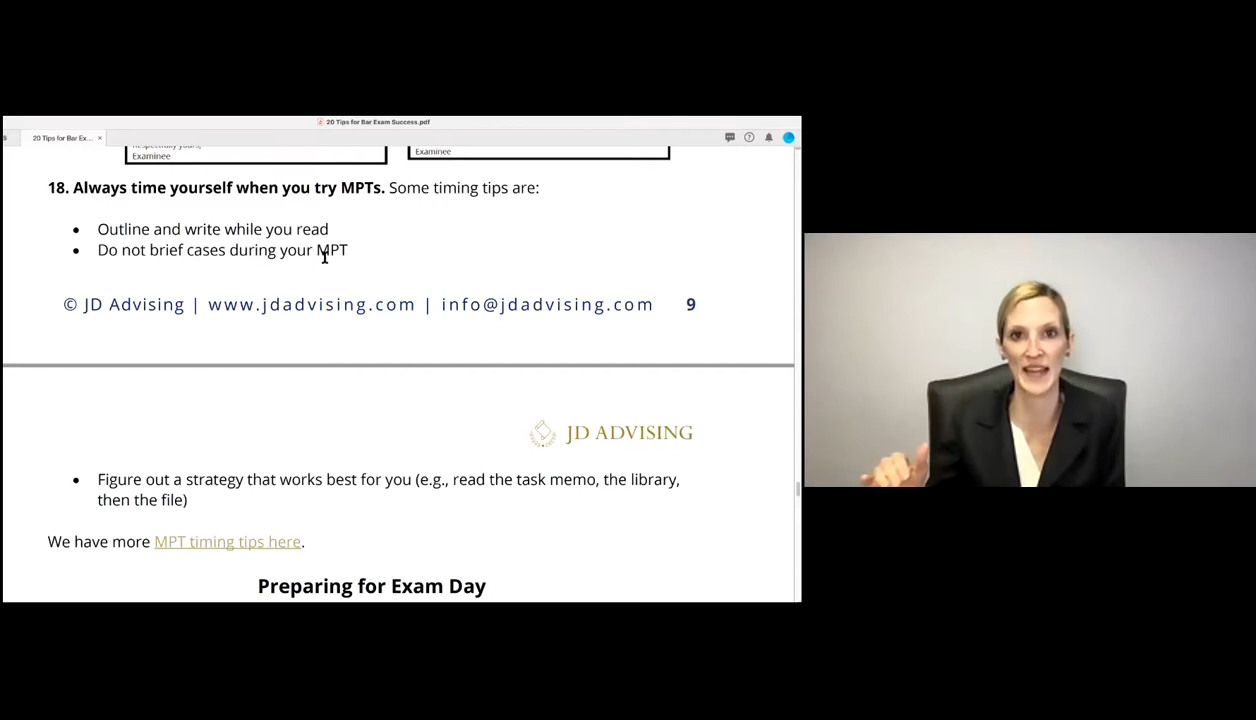 20 Tips for Bar Exam Success.pdf
20 Tips for Bar Ex... ×
Respectfully yours,
Examinee
Examinee
18. Always time yourself when you try MPTs. Some timing tips are:
• Outline and write while you read
• Do not brief cases during your MPT
© JD Advising | www.jdadvising.com | info@jdadvising.com 9
JD ADVISING
• Figure out a strategy that works best for you (e.g., read the task memo, the library,
then the file)
We have more MPT timing tips here.
Preparing for Exam Day